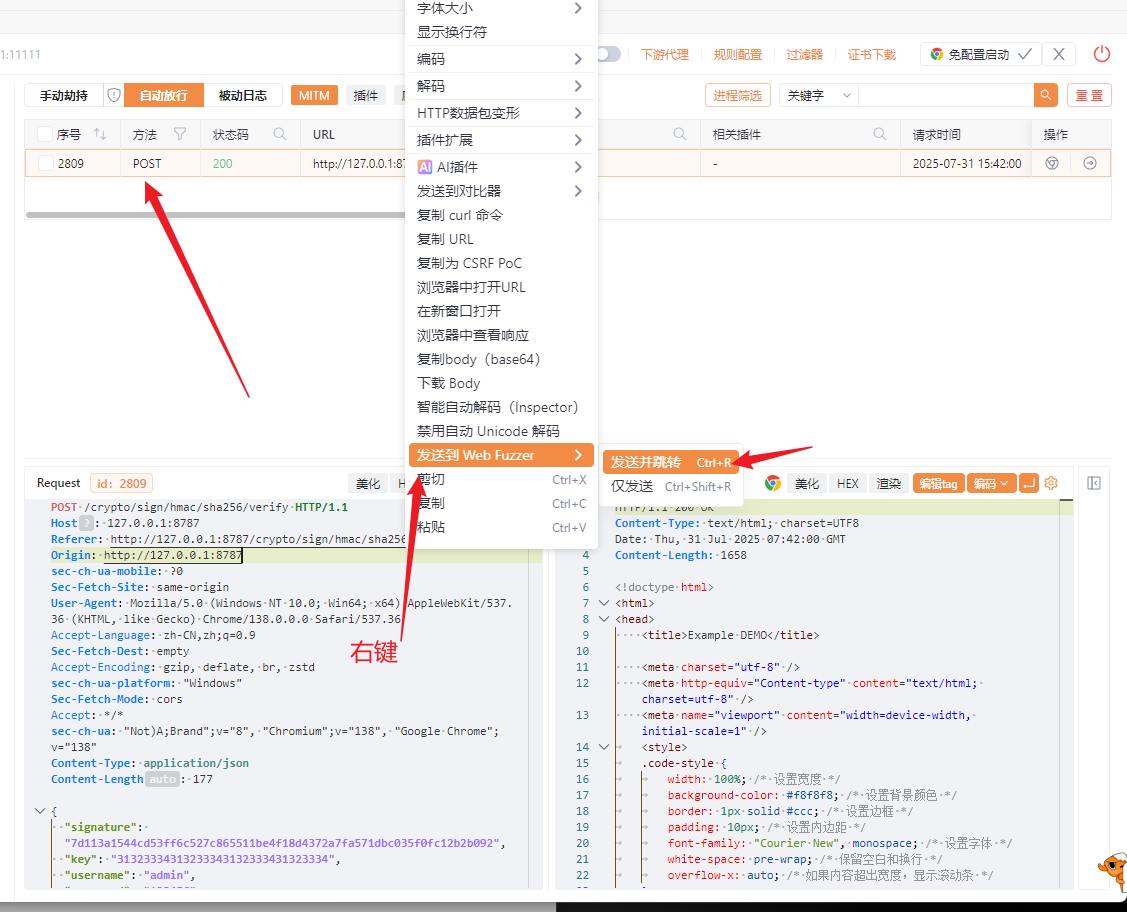 字体大小
显示换行符
1:11111
下游代理 规则配置 过滤器 证书下载 免配置启动
编码
解码
手动劫持 自动放行 被动日志 MITM 插件 进程筛选 关键字 重置
HTTP数据包变形
序号 方法 状态码 URL 相关插件 请求时间 操作
插件扩展
2809 POST 200 http://127.0.0.1:87 - 2025-07-31 15:42:00
AI AI插件
发送到对比器
复制 curl 命令
复制 URL
复制为 CSRF PoC
浏览器中打开URL
在新窗口打开
浏览器中查看响应
复制body（base64）
下载 Body
智能自动解码（Inspector）
禁用自动 Unicode 解码
发送到 Web Fuzzer
发送并跳转 Ctrl+R
仅发送 Ctrl+Shift+R
剪切 Ctrl+X
复制 Ctrl+C
粘贴 Ctrl+V
右键
Request id: 2809 美化 H
POST /crypto/sign/hmac/sha256/verify HTTP/1.1
Host ? : 127.0.0.1:8787
Referer: http://127.0.0.1:8787/crypto/sign/hmac/sha256
Origin: http://127.0.0.1:8787
sec-ch-ua-mobile: ?0
Sec-Fetch-Site: same-origin
User-Agent: Mozilla/5.0 (Windows NT 10.0; Win64; x64) AppleWebKit/537.
36 (KHTML, like Gecko) Chrome/138.0.0.0 Safari/537.36
Accept-Language: zh-CN,zh;q=0.9
Sec-Fetch-Dest: empty
Accept-Encoding: gzip, deflate, br, zstd
sec-ch-ua-platform: "Windows"
Sec-Fetch-Mode: cors
Accept: */*
sec-ch-ua: "Not)A;Brand";v="8", "Chromium";v="138", "Google Chrome";
v="138"
Content-Type: application/json
Content-Length auto : 177
{
"signature":
"7d113a1544cd53ff6c527c865511be4f18d4372a7fa571dbc035f0fc12b2b092",
"key": "31323334313233343132333431323334",
"username": "admin",
美化 HEX 渲染 编辑tag 编码
HTTP/1.1 200 OK
Content-Type: text/html; charset=UTF8
Date: Thu, 31 Jul 2025 07:42:00 GMT
4 Content-Length: 1658
5
6 <!doctype html>
7 <html>
8 <head>
9 <title>Example DEMO</title>
10
11 <meta charset="utf-8" />
12 <meta http-equiv="Content-type" content="text/html;
charset=utf-8" />
13 <meta name="viewport" content="width=device-width,
initial-scale=1" />
14 <style>
15 .code-style {
16 width: 100%; /* 设置宽度 */
17 background-color: #f8f8f8; /* 设置背景颜色 */
18 border: 1px solid #ccc; /* 设置边框 */
19 padding: 10px; /* 设置内边距 */
20 font-family: "Courier New", monospace; /* 设置字体 */
21 white-space: pre-wrap; /* 保留空白和换行 */
22 overflow-x: auto; /* 如果内容超出宽度，显示滚动条 */